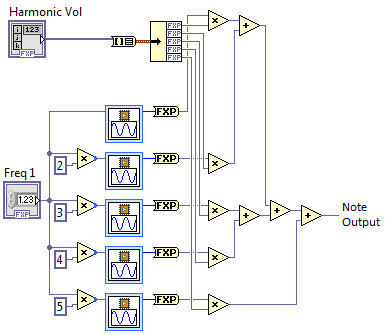 Harmonic Vol
i
j
k
123
FXP
[ ]
FXP
FXP
FXP
FXP
FXP
×
+
FXP
2
×
FXP
×
Freq 1
1.23
FXP
3
×
FXP
×
+
+
+
Note
Output
4
×
FXP
×
5
×
FXP
×